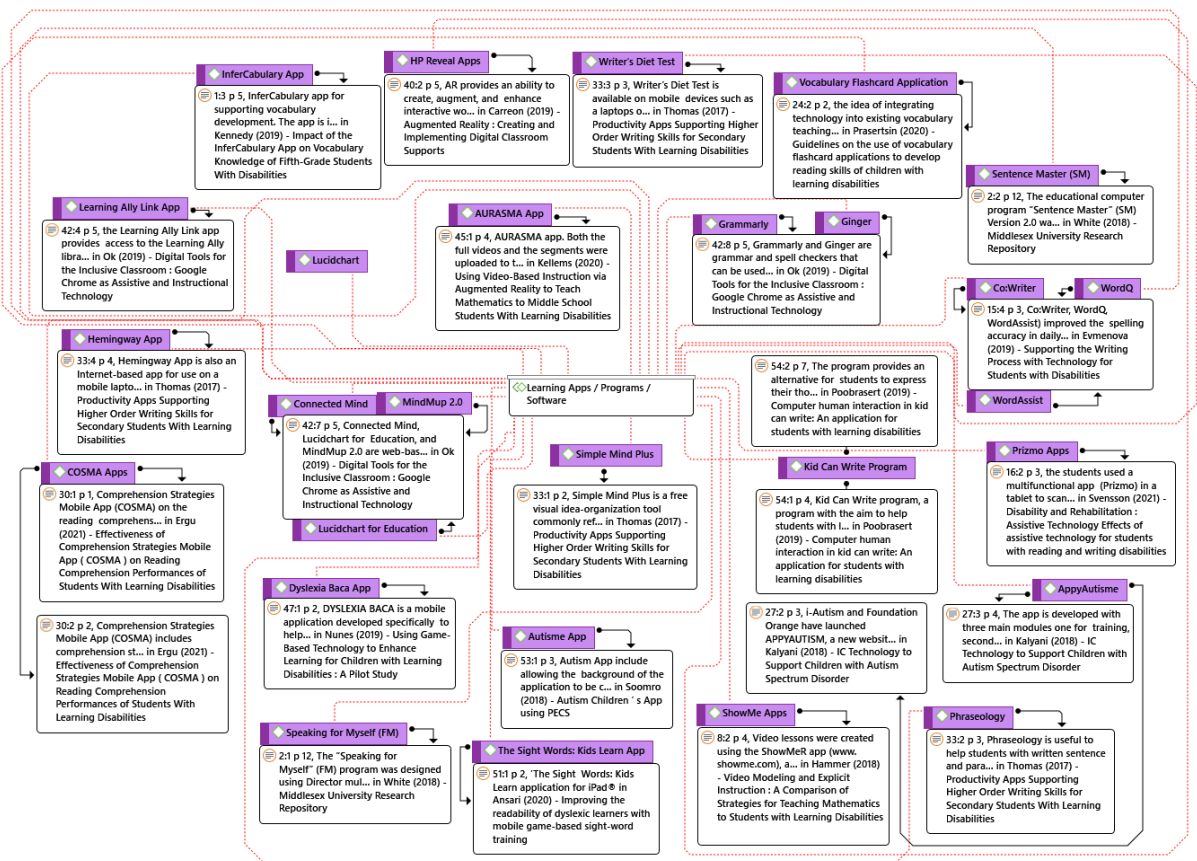 InferCabulary App
1:3 p 5, InferCabulary app for
supporting vocabulary
development. The app is i... in
Kennedy (2019) - Impact of the
InferCabulary App on Vocabulary
Knowledge of Fifth-Grade Students
With Disabilities
HP Reveal Apps
40:2 p 5, AR provides an ability to
create, augment, and enhance
interactive wo... in Carreon (2019) -
Augmented Reality : Creating and
Implementing Digital Classroom
Supports
Writer's Diet Test
33:3 p 3, Writer's Diet Test is
available on mobile devices such as
a laptops o... in Thomas (2017) -
Productivity Apps Supporting Higher
Order Writing Skills for Secondary
Students With Learning Disabilities
Vocabulary Flashcard Application
24:2 p 2, the idea of integrating
technology into existing vocabulary
teaching... in Prasertsin (2020) -
Guidelines on the use of vocabulary
flashcard applications to develop
reading skills of children with
learning disabilities
Sentence Master (SM)
2:2 p 12, The educational computer
program "Sentence Master" (SM)
Version 2.0 wa... in White (2018) -
Middlesex University Research
Repository
Learning Ally Link App
42:4 p 5, the Learning Ally Link app
provides access to the Learning Ally
libra... in Ok (2019) - Digital Tools for
the Inclusive Classroom : Google
Chrome as Assistive and Instructional
Technology
Lucidchart
AURASMA App
45:1 p 4, AURASMA app. Both the
full videos and the segments were
uploaded to t... in Kellems (2020) -
Using Video-Based Instruction via
Augmented Reality to Teach
Mathematics to Middle School
Students With Learning Disabilities
Grammarly
Ginger
42:8 p 5, Grammarly and Ginger are
grammar and spell checkers that
can be used... in Ok (2019) - Digital
Tools for the Inclusive Classroom :
Google Chrome as Assistive and
Instructional Technology
Co:Writer
WordQ
15:4 p 3, Co:Writer, WordQ,
WordAssist) improved the spelling
accuracy in daily... in Evmenova
(2019) - Supporting the Writing
Process with Technology for
Students with Disabilities
WordAssist
Hemingway App
33:4 p 4, Hemingway App is also an
Internet-based app for use on a
mobile lapto... in Thomas (2017) -
Productivity Apps Supporting
Higher Order Writing Skills for
Secondary Students With Learning
Disabilities
Learning Apps / Programs /
Software
54:2 p 7, The program provides an
alternative for students to express
their tho... in Poobrasert (2019) -
Computer human interaction in kid
can write: An application for
students with learning disabilities
Connected Mind
MindMup 2.0
42:7 p 5, Connected Mind,
Lucidchart for Education, and
MindMup 2.0 are web-bas... in Ok
(2019) - Digital Tools for the
Inclusive Classroom : Google
Chrome as Assistive and
Instructional Technology
Lucidchart for Education
Simple Mind Plus
33:1 p 2, Simple Mind Plus is a free
visual idea-organization tool
commonly ref... in Thomas (2017) -
Productivity Apps Supporting
Higher Order Writing Skills for
Secondary Students With Learning
Disabilities
Kid Can Write Program
54:1 p 4, Kid Can Write program, a
program with the aim to help
students with l... in Poobrasert
(2019) - Computer human
interaction in kid can write: An
application for students with
learning disabilities
Prizmo Apps
16:2 p 3, the students used a
multifunctional app (Prizmo) in a
tablet to scan... in Svensson (2021) -
Disability and Rehabilitation :
Assistive Technology Effects of
assistive technology for students
with reading and writing disabilities
COSMA Apps
30:1 p 1, Comprehension Strategies
Mobile App (COSMA) on the
reading comprehens... in Ergu
(2021) - Effectiveness of
Comprehension Strategies Mobile
App ( COSMA ) on Reading
Comprehension Performances of
Students With Learning Disabilities
30:2 p 2, Comprehension Strategies
Mobile App (COSMA) includes
comprehension st... in Ergu (2021) -
Effectiveness of Comprehension
Strategies Mobile App ( COSMA ) on
Reading Comprehension
Performances of Students With
Learning Disabilities
Dyslexia Baca App
47:1 p 2, DYSLEXIA BACA is a mobile
application developed specifically to
help... in Nunes (2019) - Using Game-
Based Technology to Enhance
Learning for Children with Learning
Disabilities : A Pilot Study
Autisme App
53:1 p 3, Autism App include
allowing the background of the
application to be c... in Soomro
(2018) - Autism Children ´ s App
using PECS
27:2 p 3, i-Autism and Foundation
Orange have launched
APPYAUTISM, a new websit... in
Kalyani (2018) - IC Technology to
Support Children with Autism
Spectrum Disorder
AppyAutisme
27:3 p 4, The app is developed with
three main modules one for training,
second... in Kalyani (2018) - IC
Technology to Support Children with
Autism Spectrum Disorder
Speaking for Myself (FM)
2:1 p 12, The "Speaking for
Myself" (FM) program was designed
using Director mul... in White (2018) -
Middlesex University Research
Repository
The Sight Words: Kids Learn App
51:1 p 2, 'The Sight Words: Kids
Learn application for iPad® in
Ansari (2020) - Improving the
readability of dyslexic learners with
mobile game-based sight-word
training
ShowMe Apps
8:2 p 4, Video lessons were created
using the ShowMeR app (www.
showme.com), a... in Hammer (2018)
- Video Modeling and Explicit
Instruction : A Comparison of
Strategies for Teaching Mathematics
to Students with Learning Disabilities
Phraseology
33:2 p 3, Phraseology is useful to
help students with written sentence
and para... in Thomas (2017) -
Productivity Apps Supporting
Higher Order Writing Skills for
Secondary Students With Learning
Disabilities